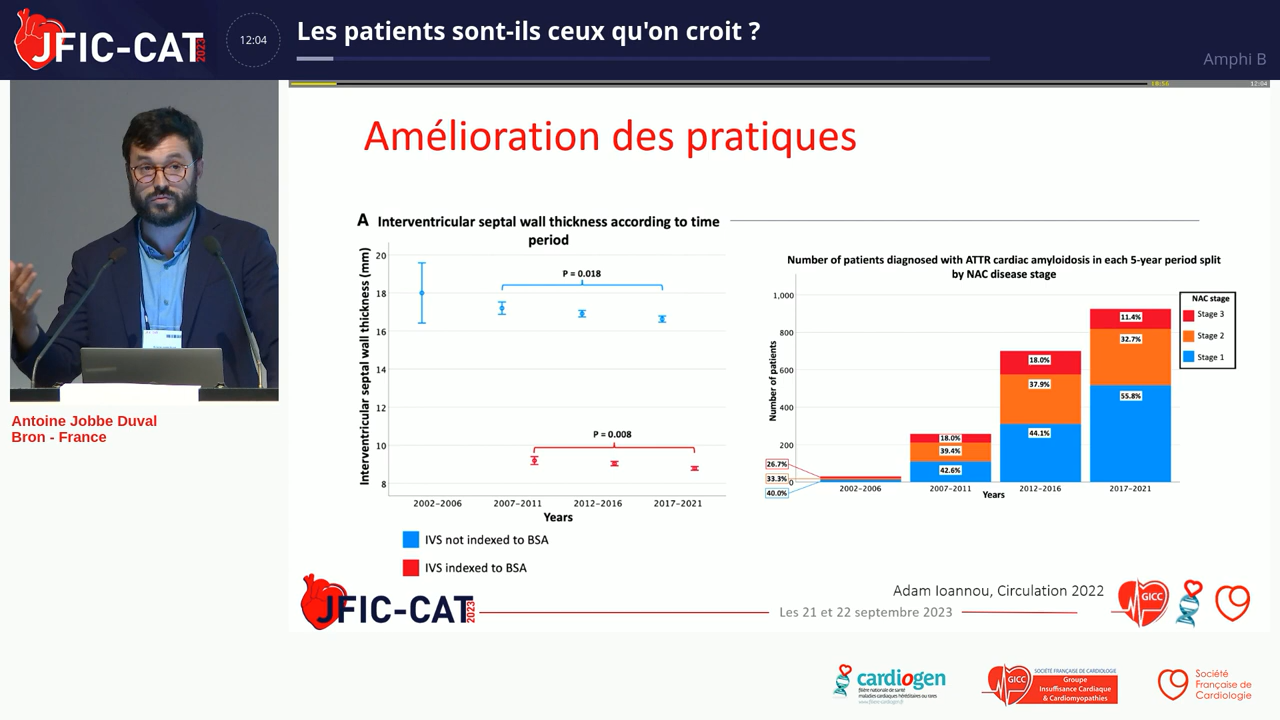 JFIC-CAT 2023
12:04
Les patients sont-ils ceux qu'on croit ?
Amphi B
10:56
12:04
Amélioration des pratiques
A Interventricular septal wall thickness according to time
period
Interventricular septal wall thickness (mm)
20
18
16
14
12
10
8
P = 0.018
P = 0.008
2002–2006
2007–2011
2012–2016
2017–2021
Years
IVS not indexed to BSA
IVS indexed to BSA
Number of patients diagnosed with ATTR cardiac amyloidosis in each 5-year period split
by NAC disease stage
Number of patients
1,000
800
600
400
200
0
26.7%
33.3%
40.0%
18.0%
39.4%
42.6%
18.0%
37.9%
44.1%
11.4%
32.7%
55.8%
2002–2006
2007–2011
2012–2016
2017–2021
Years
NAC stage
Stage 3
Stage 2
Stage 1
Antoine Jobbe Duval
Bron - France
Adam Ioannou, Circulation 2022
JFIC-CAT 2023
Les 21 et 22 septembre 2023
GICC
cardiogen
filière nationale de santé
maladies cardiaques héréditaires ou rares
GICC
SOCIÉTÉ FRANÇAISE DE CARDIOLOGIE
Groupe
Insuffisance Cardiaque
& Cardiomyopathies
Société
Française de
Cardiologie